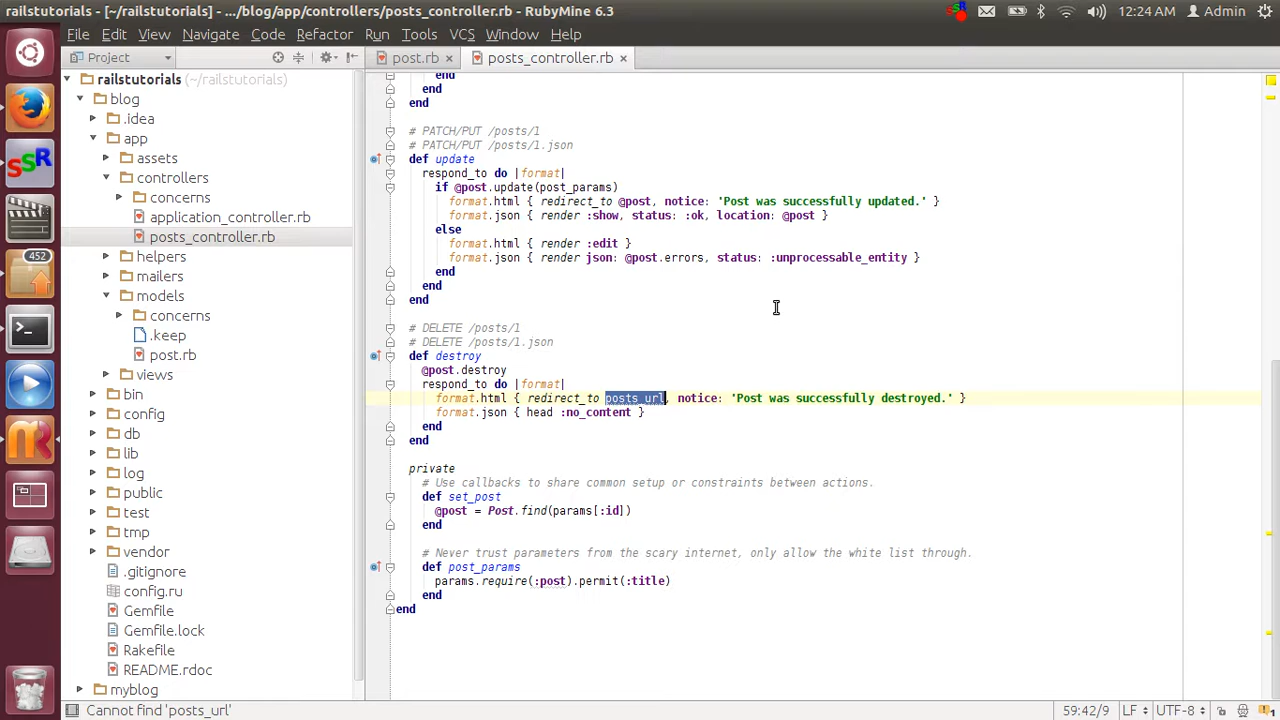 railstutorials - [~/railstutorials] - .../blog/app/controllers/posts_controller.rb - RubyMine 6.3
SSR
12:24 AM
Admin
File Edit View Navigate Code Refactor Run Tools VCS Window Help
Project
post.rb
posts_controller.rb
railstutorials (~/railstutorials)
blog
.idea
app
assets
controllers
concerns
application_controller.rb
posts_controller.rb
helpers
mailers
models
concerns
.keep
post.rb
views
bin
config
db
lib
log
public
test
tmp
vendor
.gitignore
config.ru
Gemfile
Gemfile.lock
Rakefile
README.rdoc
myblog
SSR
452
end
end
end
# PATCH/PUT /posts/1
# PATCH/PUT /posts/1.json
def update
respond_to do |format|
if @post.update(post_params)
format.html { redirect_to @post, notice: 'Post was successfully updated.' }
format.json { render :show, status: :ok, location: @post }
else
format.html { render :edit }
format.json { render json: @post.errors, status: :unprocessable_entity }
end
end
end
# DELETE /posts/1
# DELETE /posts/1.json
def destroy
@post.destroy
respond_to do |format|
format.html { redirect_to posts_url, notice: 'Post was successfully destroyed.' }
format.json { head :no_content }
end
end
private
# Use callbacks to share common setup or constraints between actions.
def set_post
@post = Post.find(params[:id])
end
# Never trust parameters from the scary internet, only allow the white list through.
def post_params
params.require(:post).permit(:title)
end
end
Cannot find 'posts_url'
59:42/9
LF
UTF-8